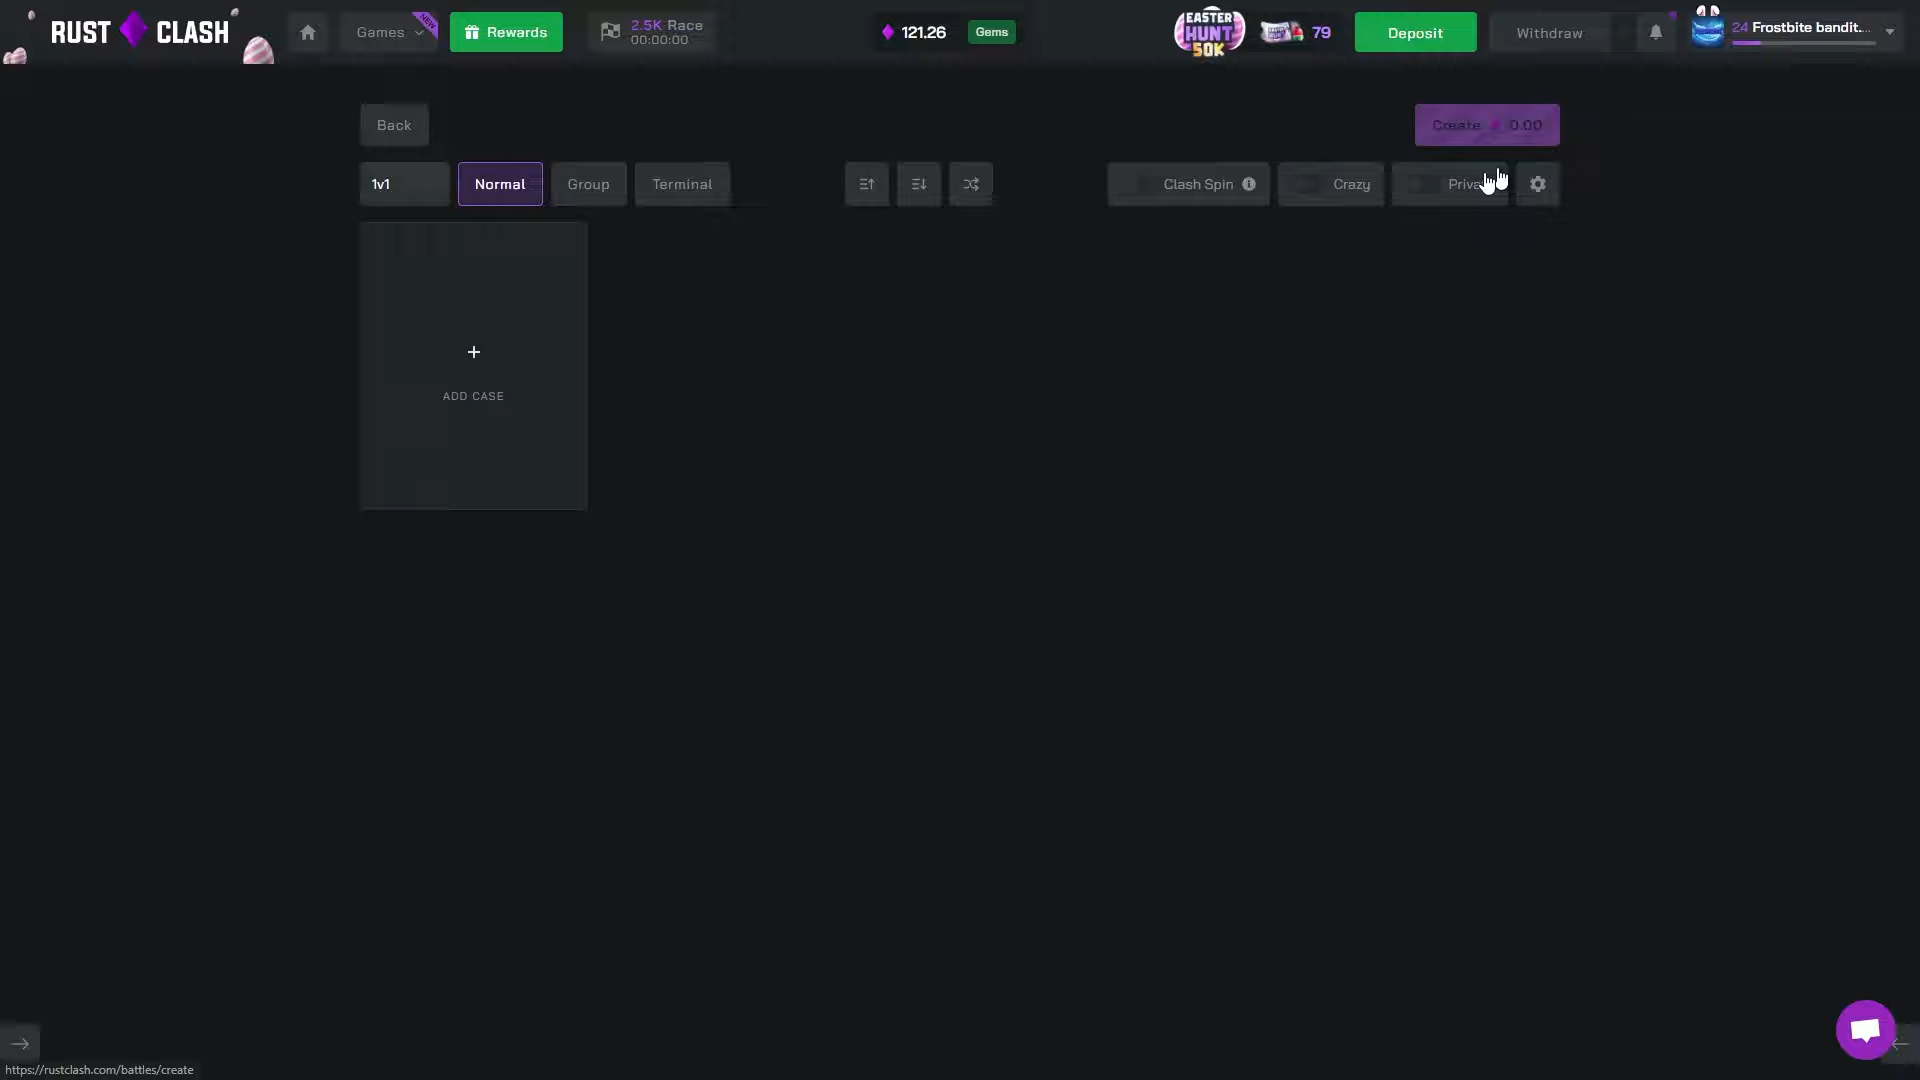 RUST CLASH
Games
NEW
Rewards
2.5K Race
00:00:00
121.26
Gems
EASTER
HUNT
50K
79
Deposit
Withdraw
24 Frostbite bandit....
Back
Create 0.00
1v1
Normal
Group
Terminal
Clash Spin
Crazy
Priva
+
ADD CASE
https://rustclash.com/battles/create